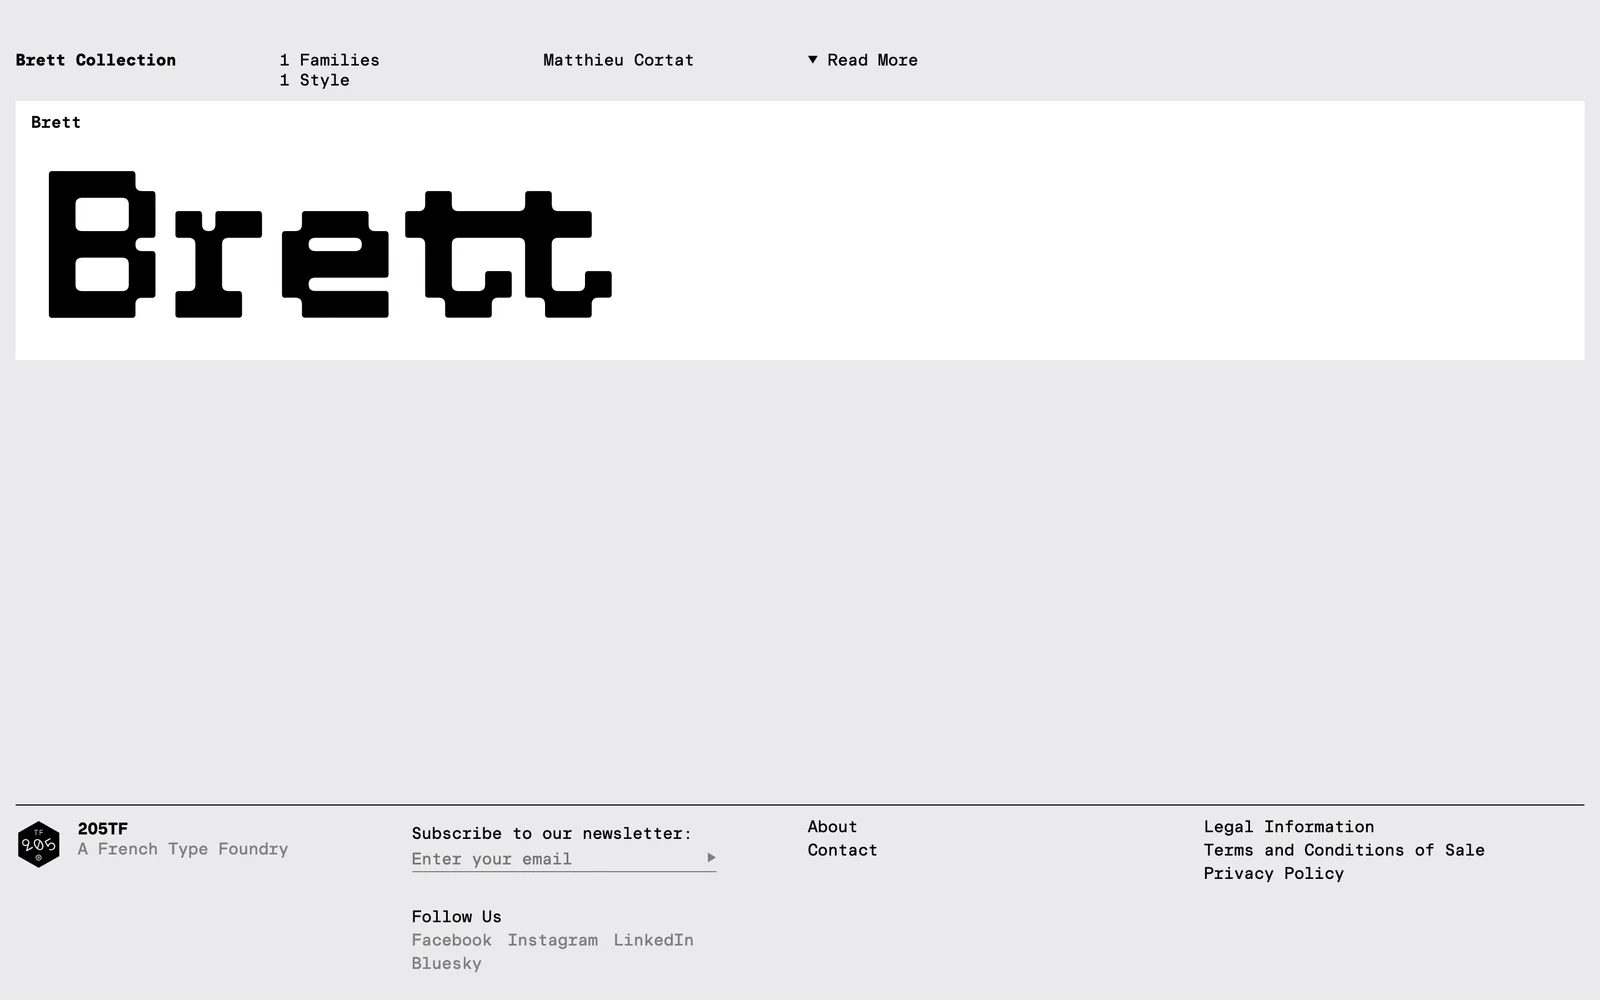 Brett Collection
1 Families
1 Style
Matthieu Cortat
▼ Read More
Brett
Brett
TF
205
205TF
A French Type Foundry
Subscribe to our newsletter:
Enter your email
Follow Us
Facebook Instagram LinkedIn
Bluesky
About
Contact
Legal Information
Terms and Conditions of Sale
Privacy Policy